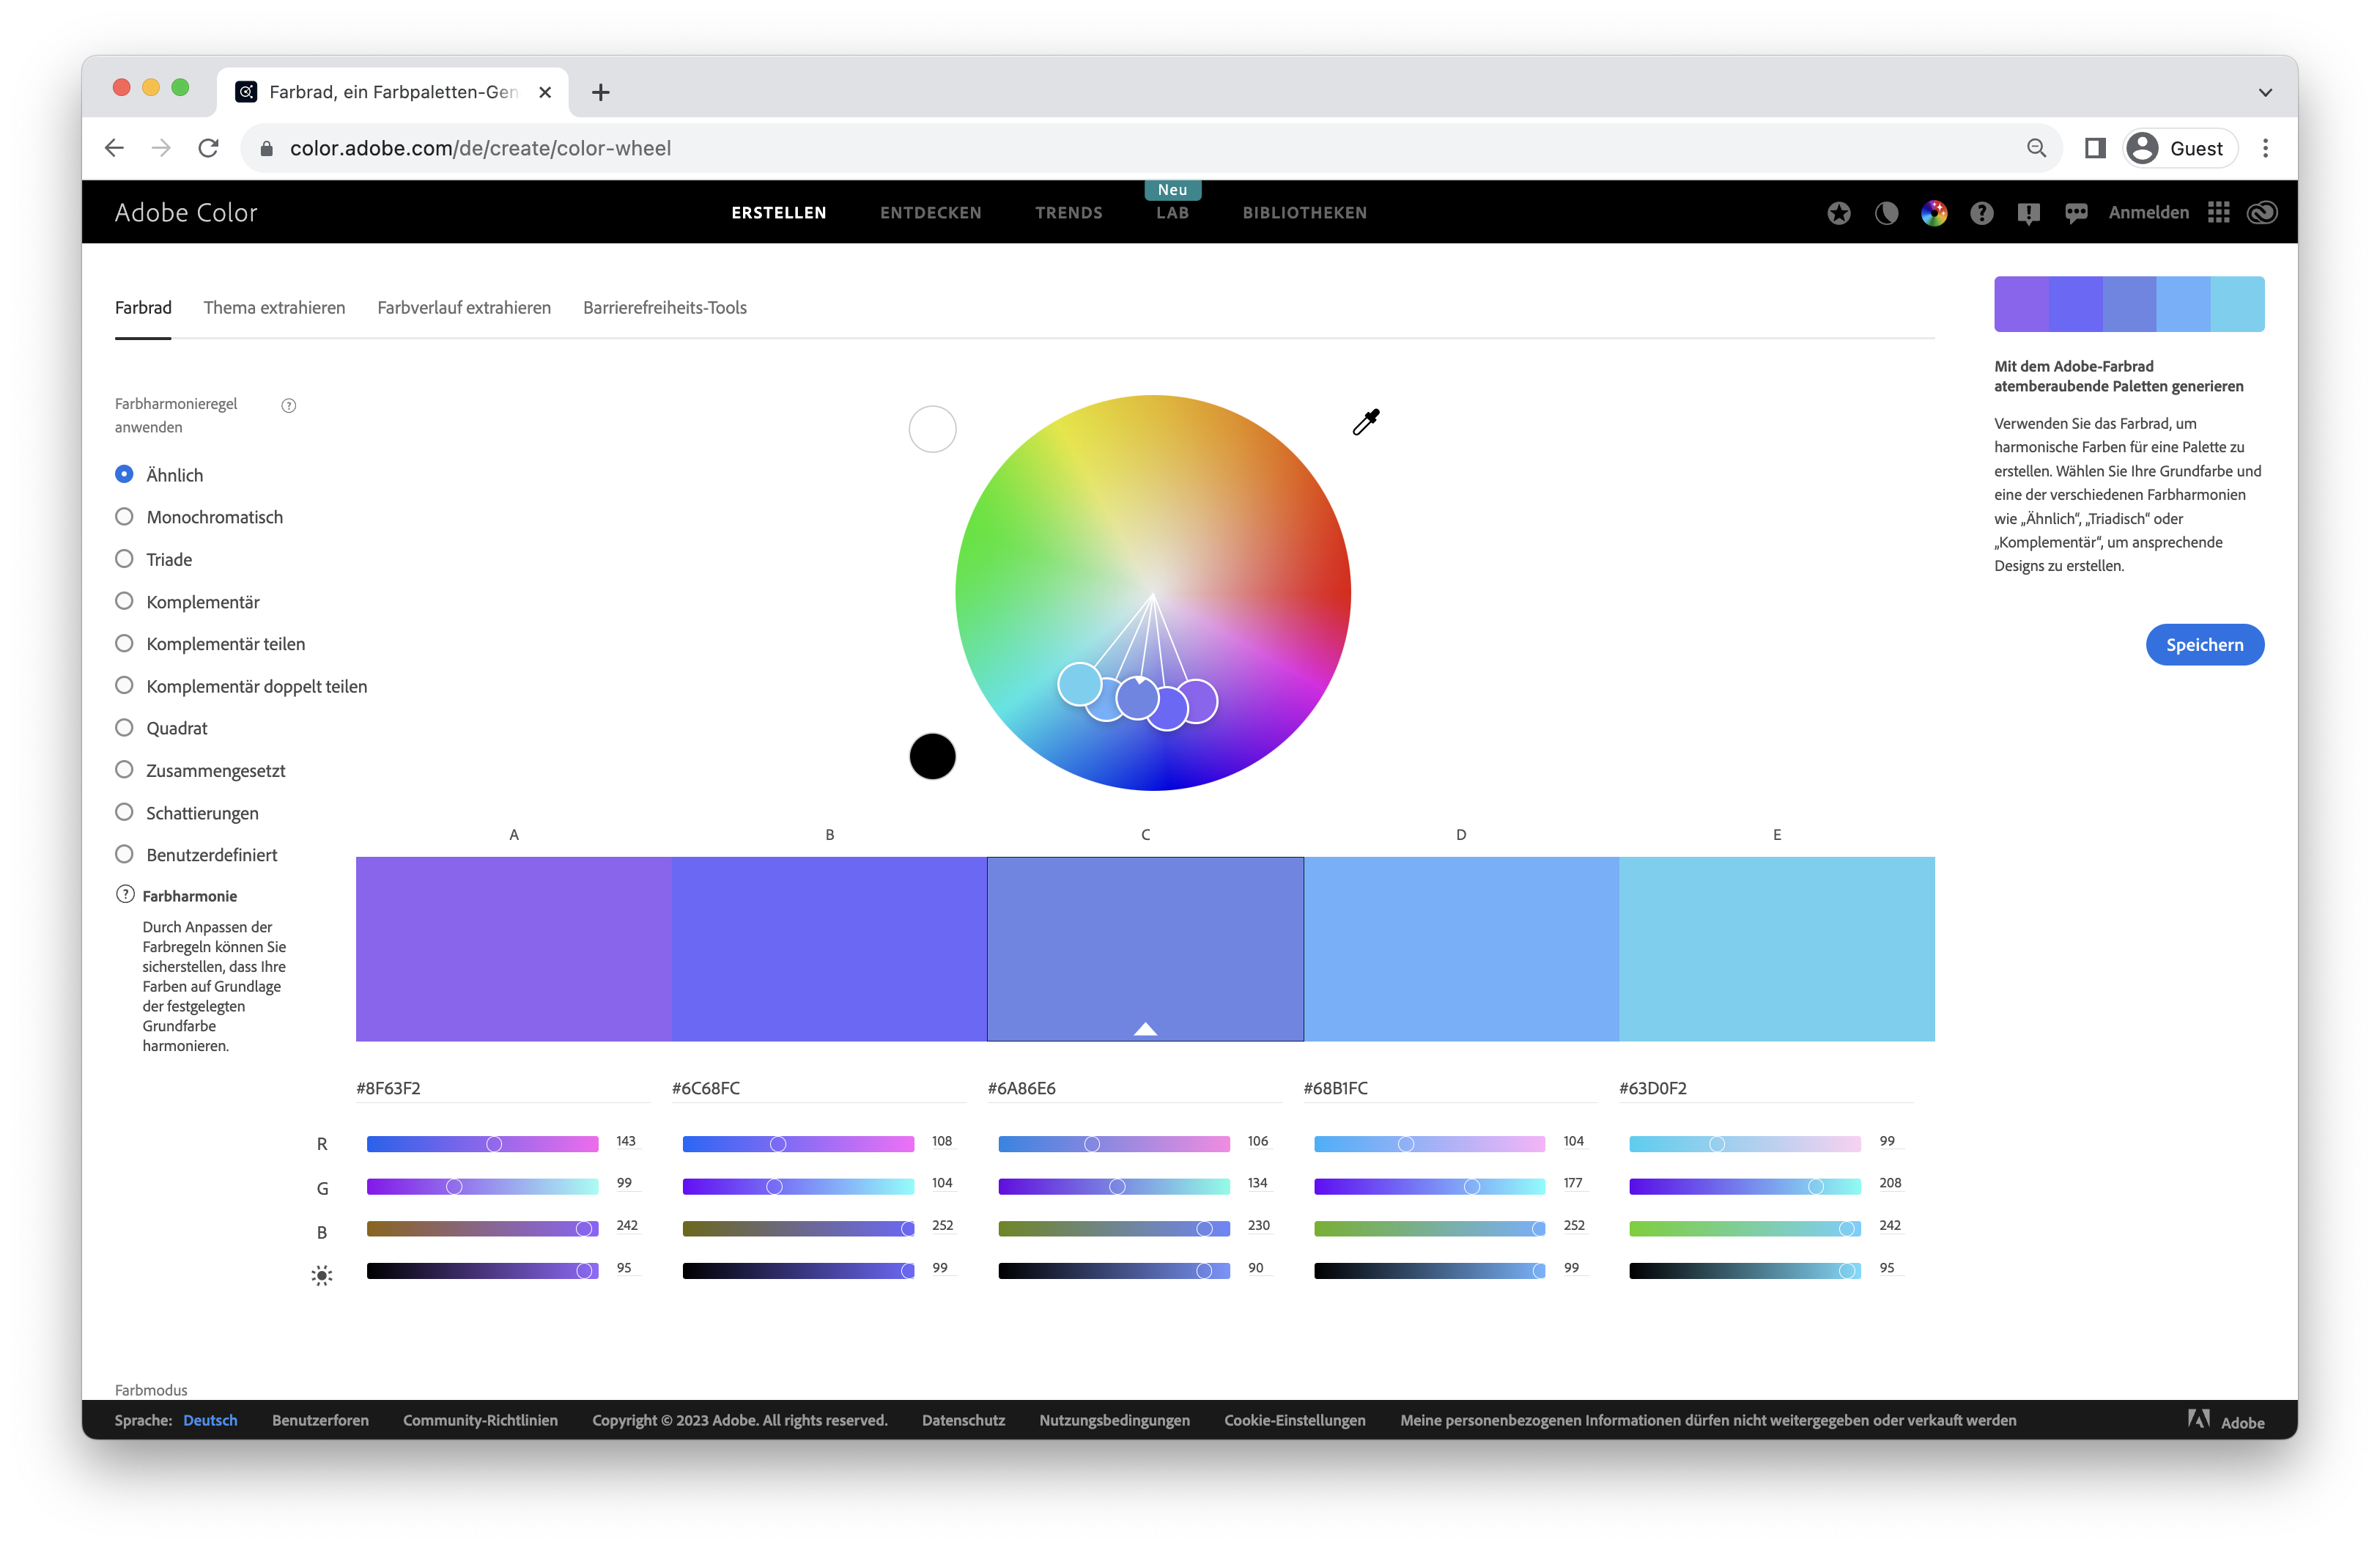 Farbrad, ein Farbpaletten-Gen
color.adobe.com/de/create/color-wheel
Guest
Adobe Color
ERSTELLEN
ENTDECKEN
TRENDS
Neu
LAB
BIBLIOTHEKEN
Anmelden
Farbrad
Thema extrahieren
Farbverlauf extrahieren
Barrierefreiheits-Tools
Farbharmonieregel
anwenden
Ähnlich
Monochromatisch
Triade
Komplementär
Komplementär teilen
Komplementär doppelt teilen
Quadrat
Zusammengesetzt
Schattierungen
Benutzerdefiniert
Farbharmonie
Durch Anpassen der
Farbregeln können Sie
sicherstellen, dass Ihre
Farben auf Grundlage
der festgelegten
Grundfarbe
harmonieren.
Mit dem Adobe-Farbrad
atemberaubende Paletten generieren
Verwenden Sie das Farbrad, um
harmonische Farben für eine Palette zu
erstellen. Wählen Sie Ihre Grundfarbe und
eine der verschiedenen Farbharmonien
wie „Ähnlich“, „Triadisch“ oder
„Komplementär“, um ansprechende
Designs zu erstellen.
Speichern
A B C D E
#8F63F2 #6C68FC #6A86E6 #68B1FC #63D0F2
R 143 108 106 104 99
G 99 104 134 177 208
B 242 252 230 252 242
95 99 90 99 95
Farbmodus
Sprache: Deutsch Benutzerforen Community-Richtlinien Copyright © 2023 Adobe. All rights reserved. Datenschutz Nutzungsbedingungen Cookie-Einstellungen Meine personenbezogenen Informationen dürfen nicht weitergegeben oder verkauft werden Adobe